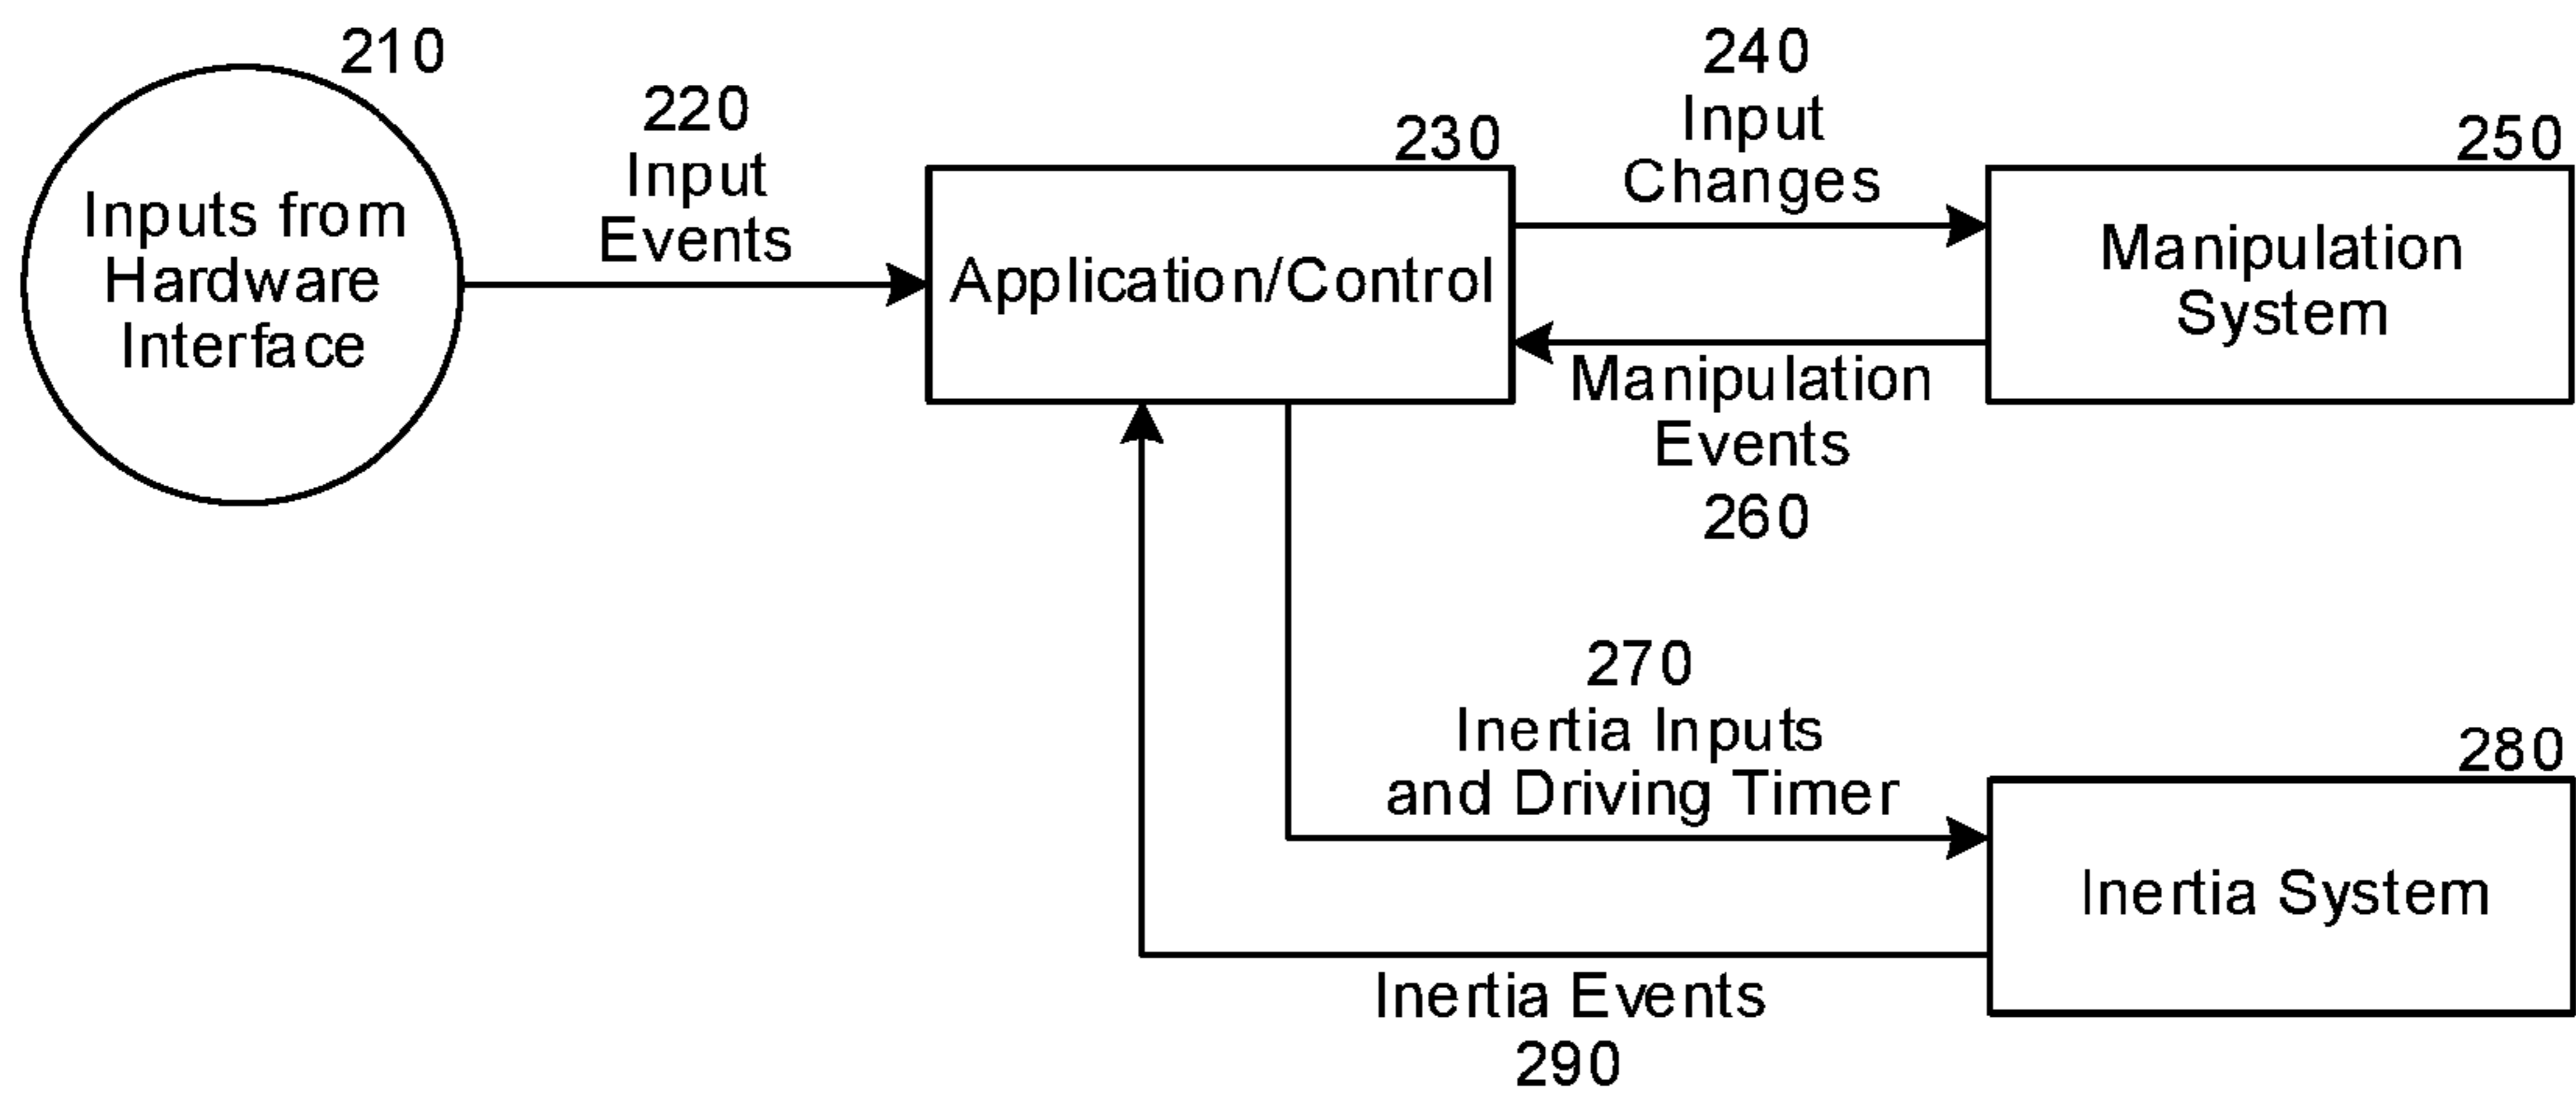 210
Inputs from
Hardware
Interface
220
Input
Events
230
Application/Control
240
Input
Changes
250
Manipulation
System
Manipulation
Events
260
270
Inertia Inputs
and Driving Timer
280
Inertia System
Inertia Events
290